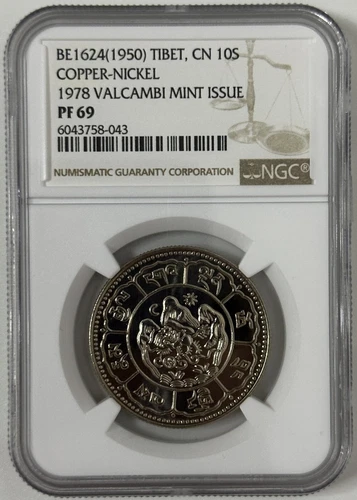 BE1624(1950) TIBET, CN 10S
COPPER-NICKEL
1978 VALCAMBI MINT ISSUE
PF 69
6043758-043
NUMISMATIC GUARANTY CORPORATION
NGC®